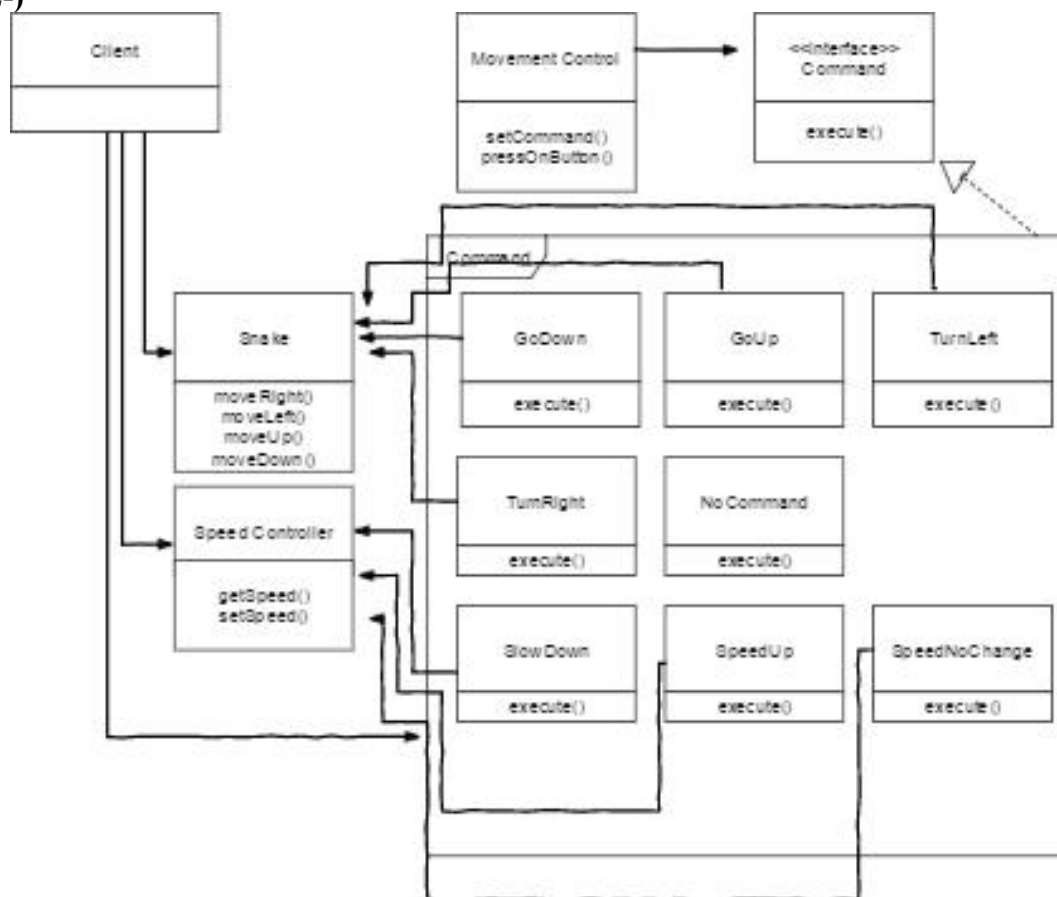 Client
Movement Control
setCommand()
pressOnButton()
<<Interface>>
Command
execute()
Command
Snake
moveRight()
moveLeft()
moveUp()
moveDown()
Speed Controller
getSpeed()
setSpeed()
GoDown
execute()
GoUp
execute()
TurnLeft
execute()
TurnRight
execute()
NoCommand
execute()
SlowDown
execute()
SpeedUp
execute()
SpeedNoChange
execute()